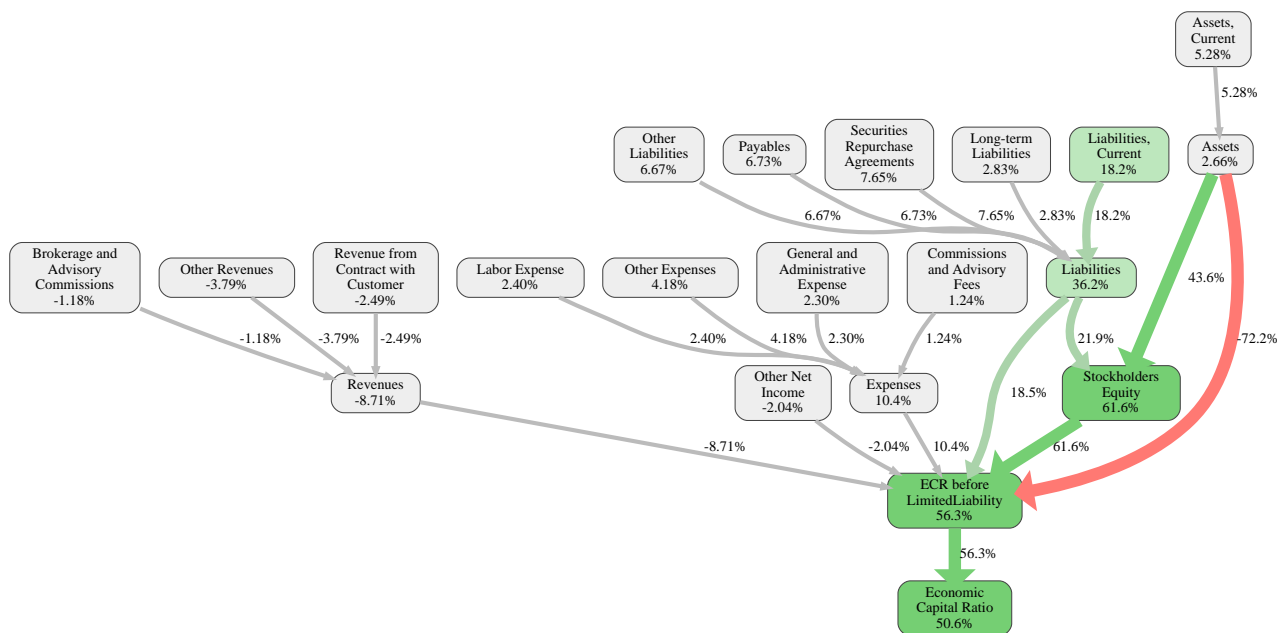 Assets,
Current
5.28%
5.28%
Other
Liabilities
6.67%
Payables
6.73%
Securities
Repurchase
Agreements
7.65%
Long-term
Liabilities
2.83%
Liabilities,
Current
18.2%
Assets
2.66%
6.67%
6.73%
7.65%
2.83%
18.2%
Brokerage and
Advisory
Commissions
-1.18%
Other Revenues
-3.79%
Revenue from
Contract with
Customer
-2.49%
Labor Expense
2.40%
Other Expenses
4.18%
General and
Administrative
Expense
2.30%
Commissions
and Advisory
Fees
1.24%
Liabilities
36.2%
43.6%
-1.18%
-3.79%
-2.49%
2.40%
4.18%
2.30%
1.24%
21.9%
-72.2%
Revenues
-8.71%
Other Net
Income
-2.04%
Expenses
10.4%
18.5%
Stockholders
Equity
61.6%
-8.71%
-2.04%
10.4%
61.6%
ECR before
LimitedLiability
56.3%
56.3%
Economic
Capital Ratio
50.6%